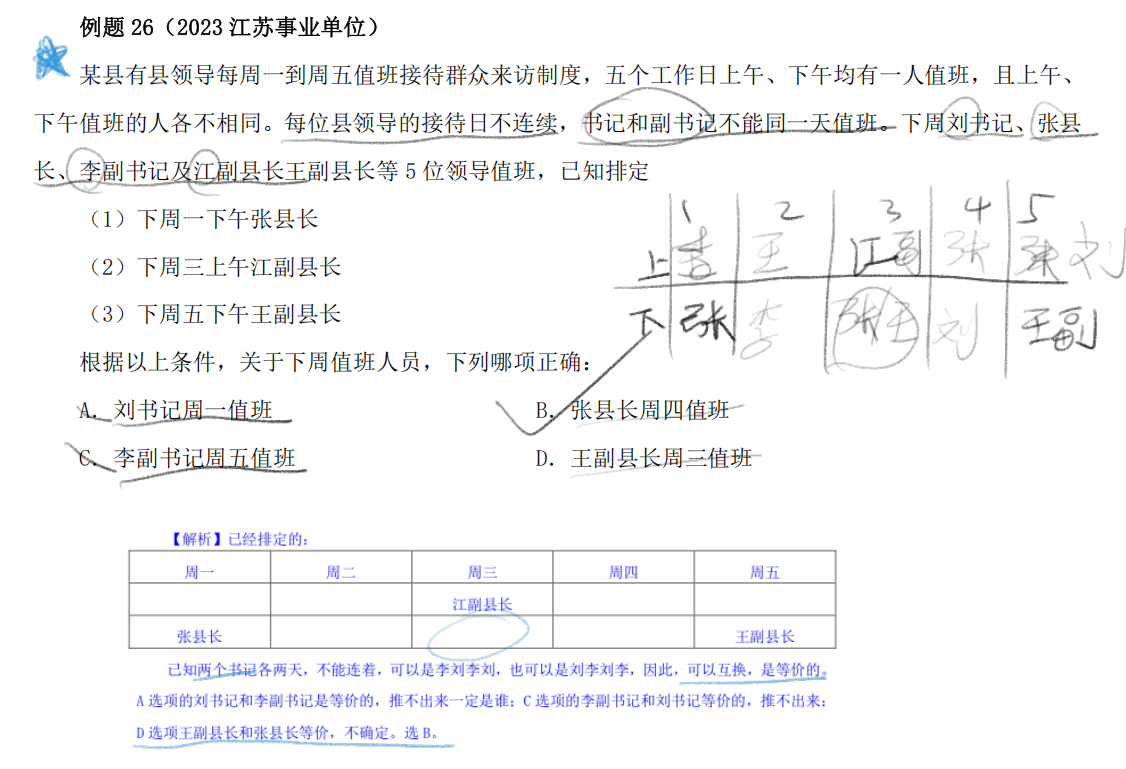 例题 26（2023 江苏事业单位）
某县有县领导每周一到周五值班接待群众来访制度，五个工作日上午、下午均有一人值班，且上午、
下午值班的人各不相同。每位县领导的接待日不连续，书记和副书记不能同一天值班。下周刘书记、张县
长、李副书记及江副县长王副县长等 5 位领导值班，已知排定
（1）下周一下午张县长
（2）下周三上午江副县长
（3）下周五下午王副县长
1 2 3 4 5
上 李 王 江副 张 张 刘
下 张 李 张王 刘 王副
根据以上条件，关于下周值班人员，下列哪项正确：
A. 刘书记周一值班 B. 张县长周四值班
C. 李副书记周五值班 D. 王副县长周三值班
【解析】已经排定的：
周一 周二 周三 周四 周五
江副县长
张县长 王副县长
已知两个书记各两天，不能连着，可以是李刘李刘，也可以是刘李刘李，因此，可以互换，是等价的。
A 选项的刘书记和李副书记是等价的，推不出来一定是谁；C 选项的李副书记和刘书记等价的，推不出来；
D 选项王副县长和张县长等价，不确定。选 B。